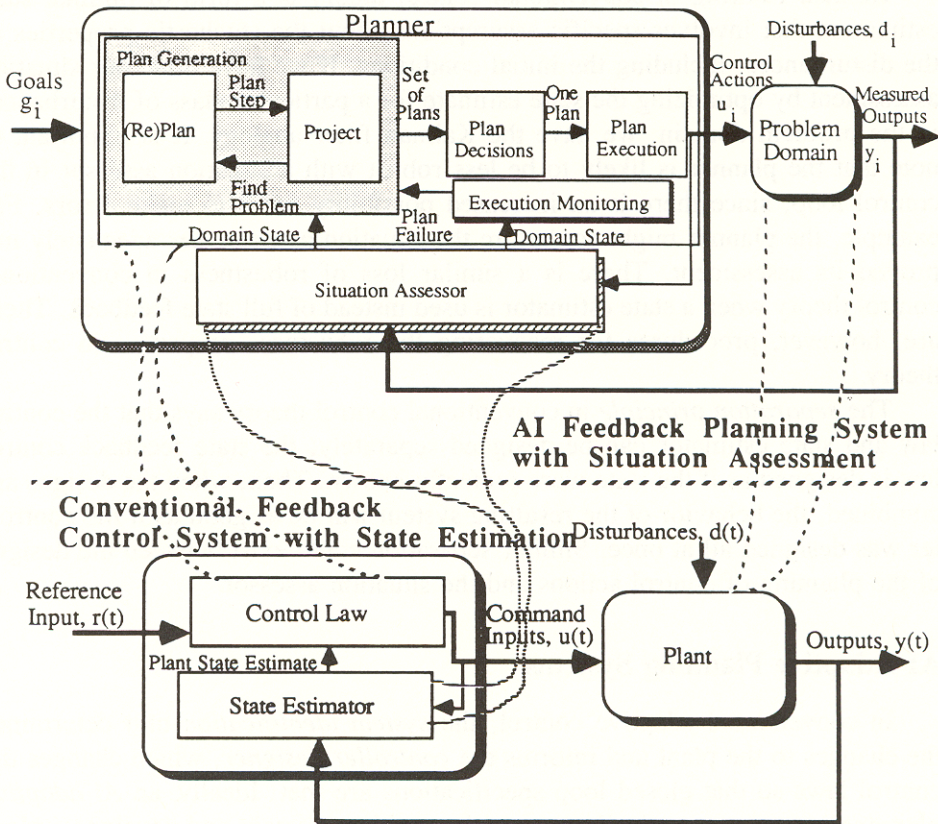 Planner
Disturbances, d i
Plan Generation
Goals
g i
Plan
Step
Set
of
Plans
Control
Actions
u i
Measured
Outputs
y i
(Re)Plan
Project
One
Plan
Plan
Decisions
Plan
Execution
Problem
Domain
Find
Problem
Plan
Failure
Execution Monitoring
Domain State
Domain State
Situation Assessor
AI Feedback Planning System
with Situation Assessment
Conventional Feedback
Control System with State Estimation
Disturbances, d(t)
Reference
Input, r(t)
Control Law
Command
Inputs, u(t)
Plant
Outputs, y(t)
Plant State Estimate
State Estimator